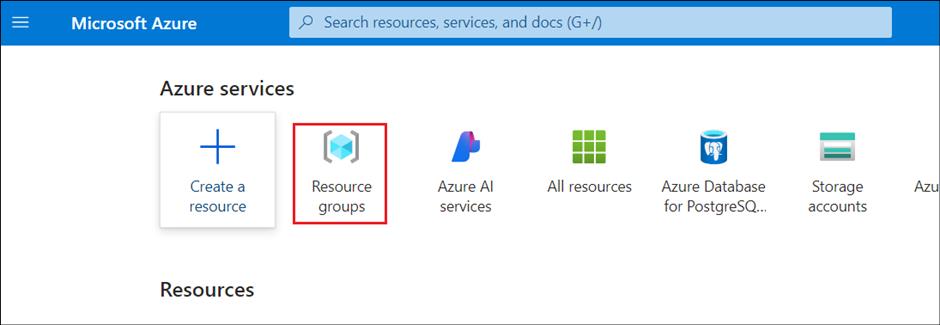 Microsoft Azure
Search resources, services, and docs (G+/)
Azure services
Create a
resource
Resource
groups
Azure AI
services
All resources
Azure Database
for PostgreSQ...
Storage
accounts
Azu
Resources